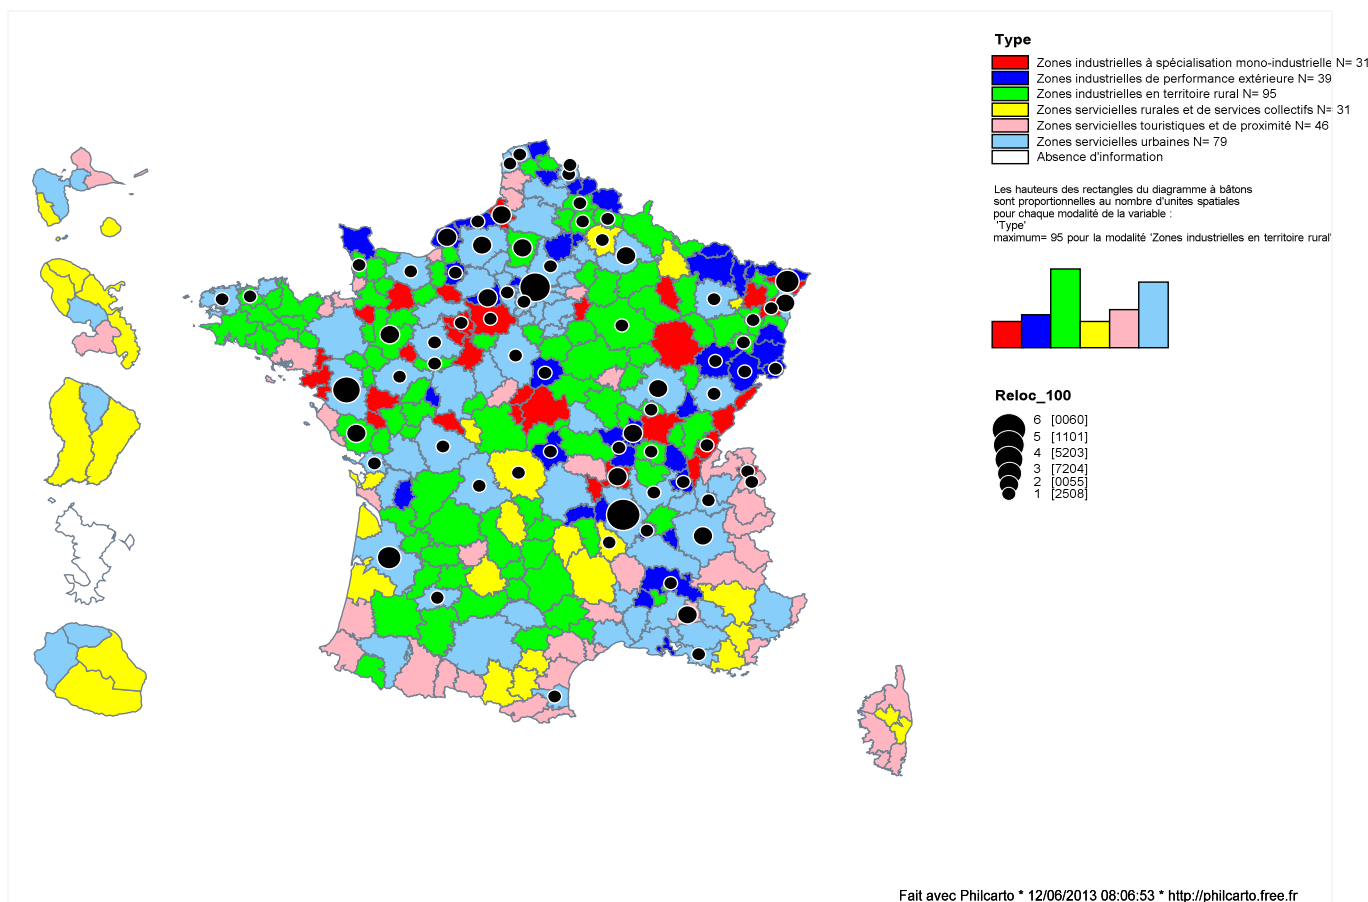 Type
Zones industrielles à spécialisation mono-industrielle N= 31
Zones industrielles de performance extérieure N= 39
Zones industrielles en territoire rural N= 95
Zones servicielles rurales et de services collectifs N= 31
Zones servicielles touristiques et de proximité N= 46
Zones servicielles urbaines N= 79
Absence d'information
Les hauteurs des rectangles du diagramme à bâtons
sont proportionnelles au nombre d'unites spatiales
pour chaque modalité de la variable :
'Type'
maximum= 95 pour la modalité 'Zones industrielles en territoire rural'
Reloc_100
6 [0060]
5 [1101]
4 [5203]
3 [7204]
2 [0055]
1 [2508]
Fait avec Philcarto * 12/06/2013 08:06:53 * http://philcarto.free.fr